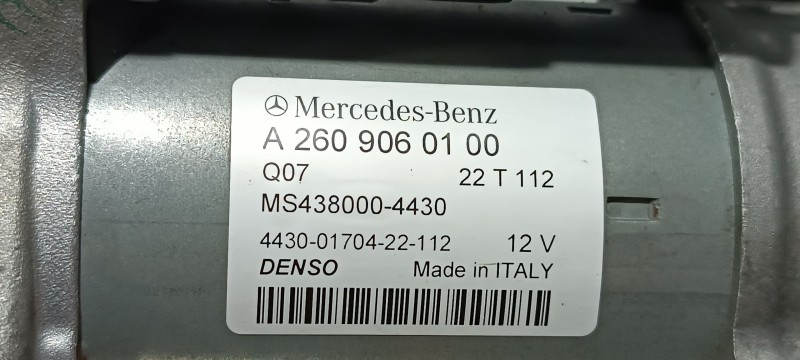 Mercedes-Benz
A 260 906 01 00
Q07 22 T 112
MS438000-4430
4430-01704-22-112 12 V
DENSO Made in ITALY